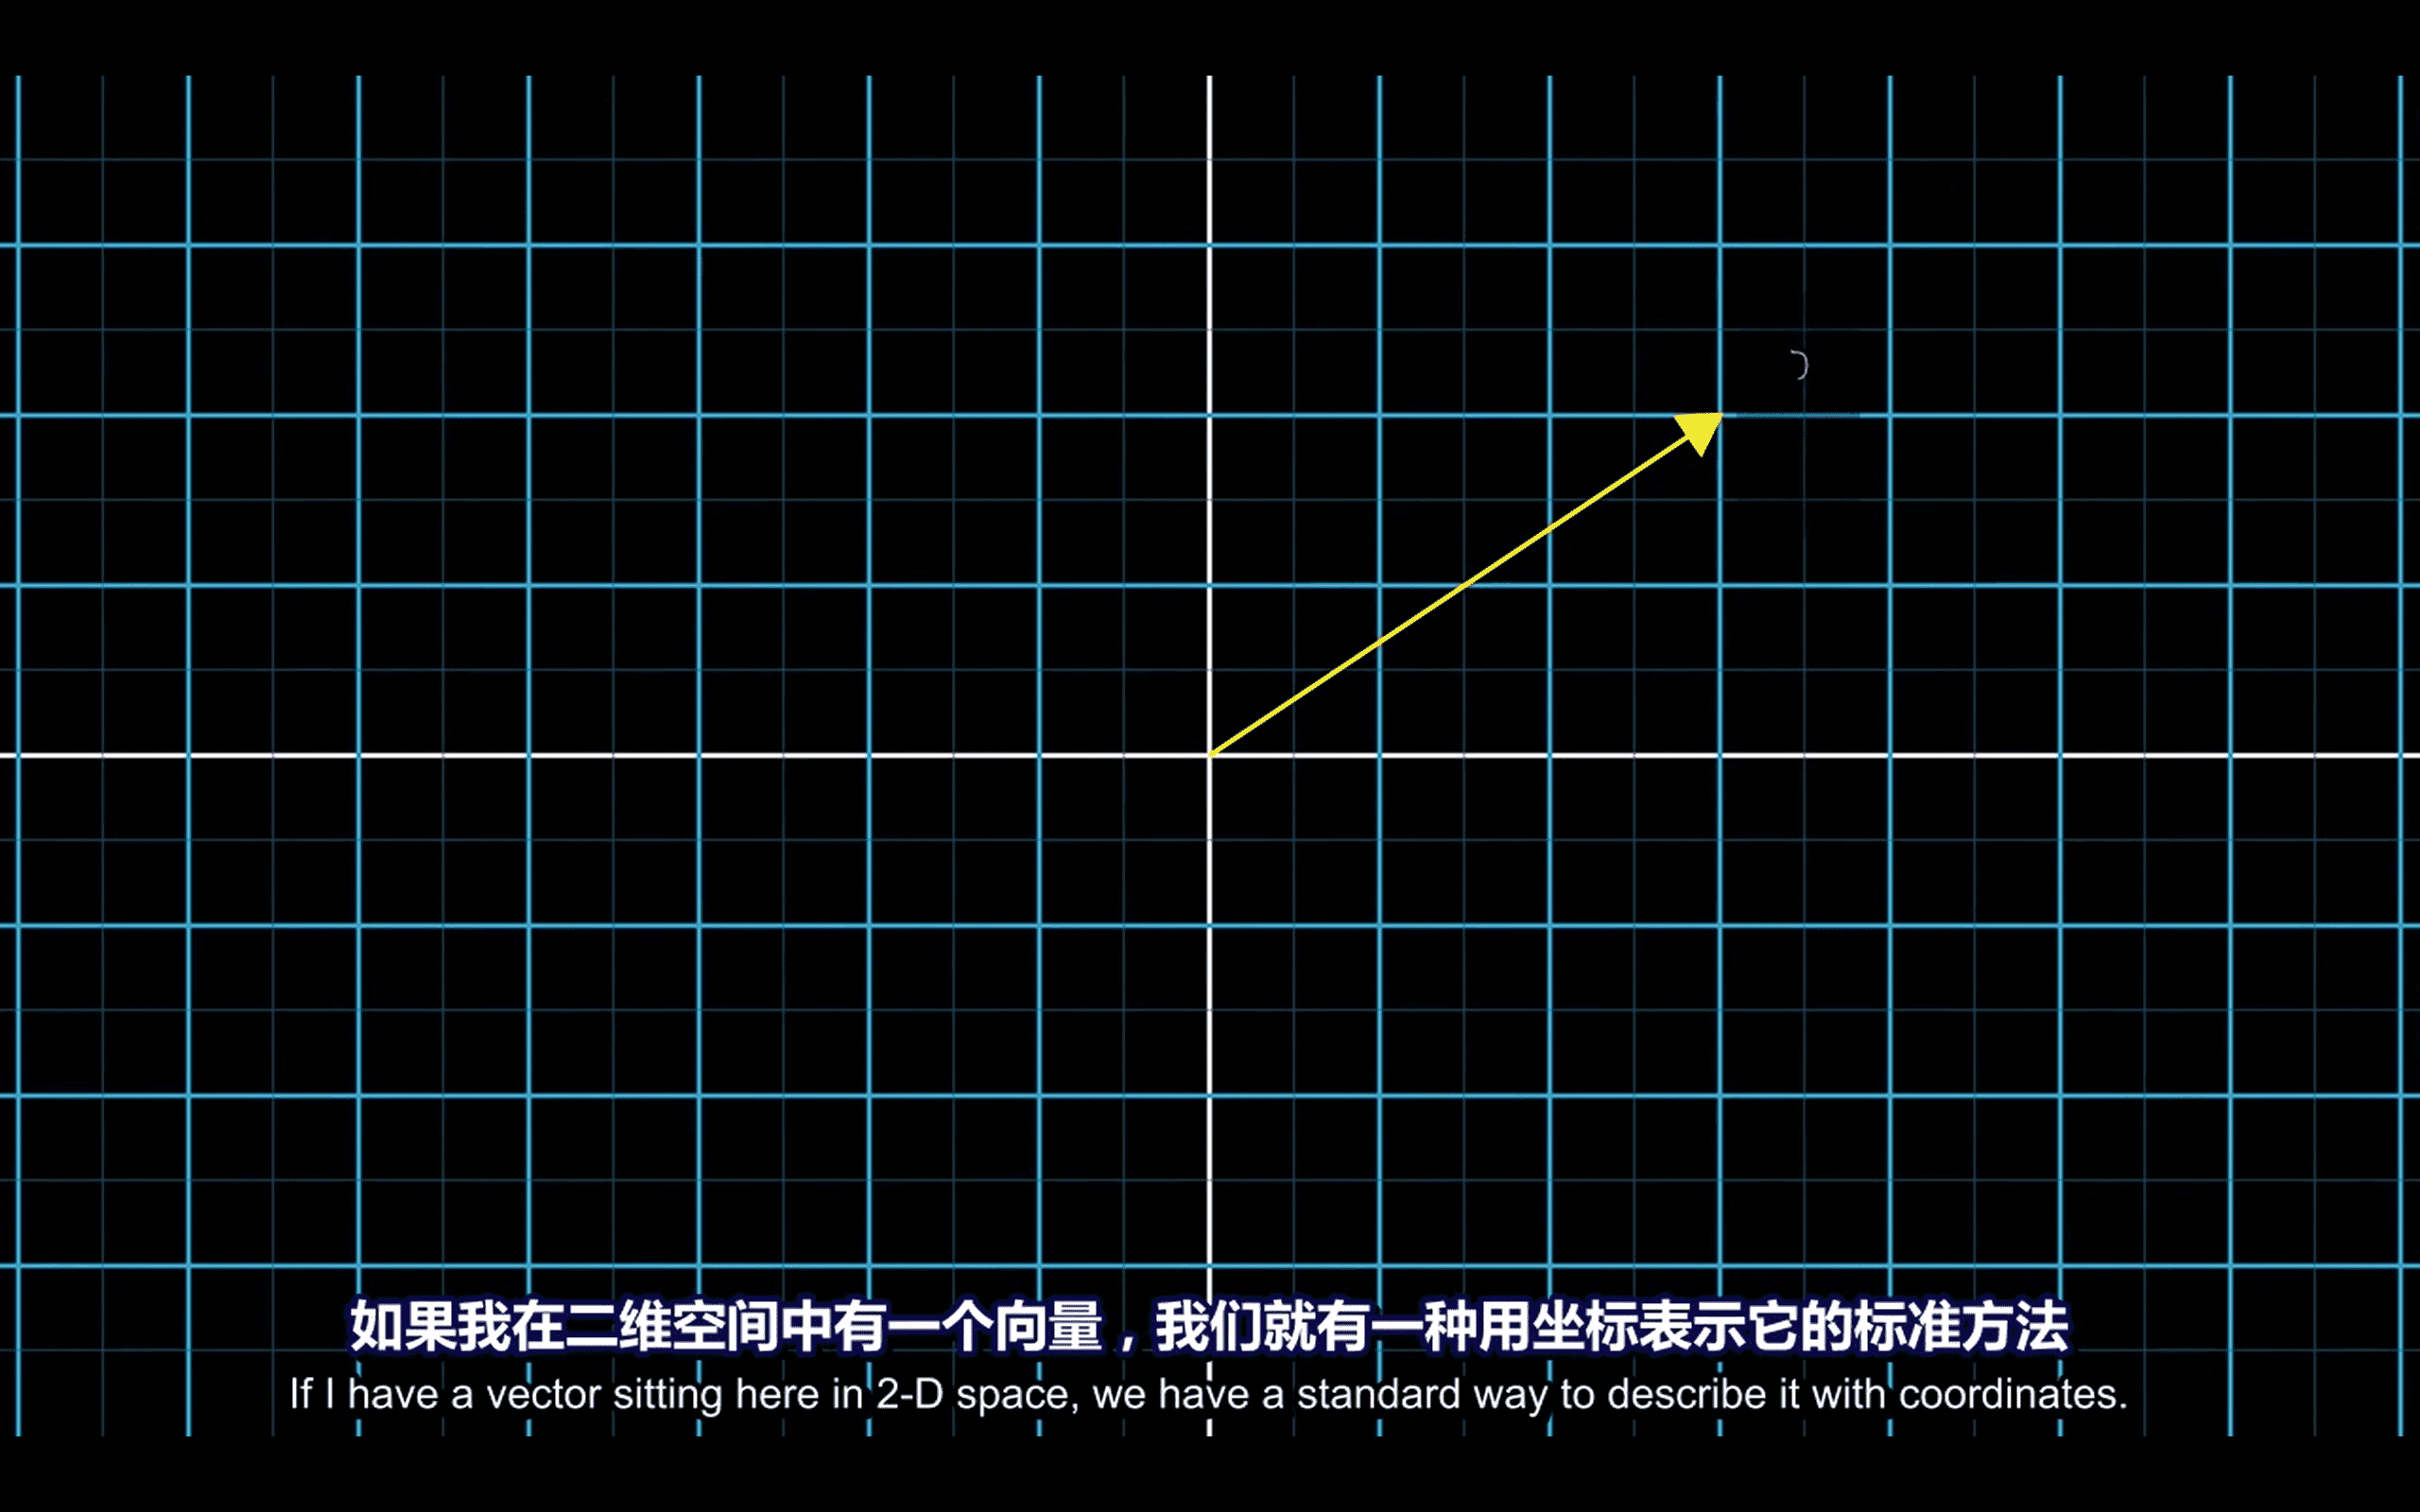 如果我在二维空间中有一个向量，我们就有一种用坐标表示它的标准方法
If I have a vector sitting here in 2-D space, we have a standard way to describe it with coordinates.